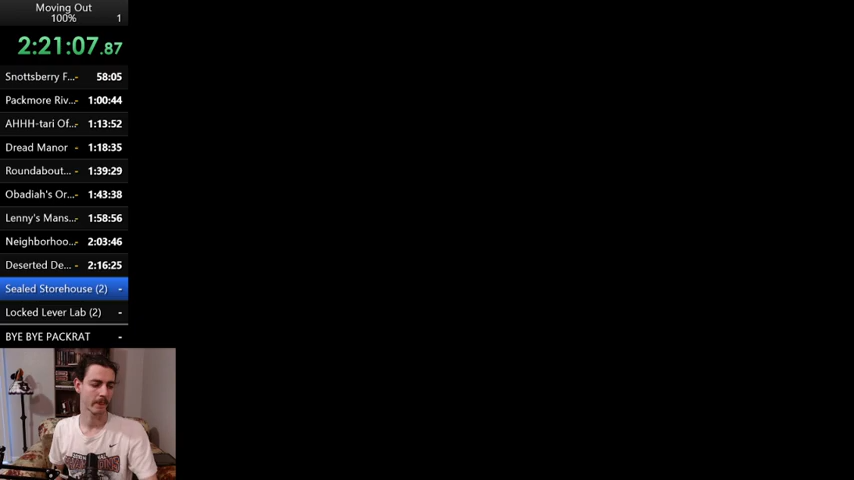 Moving Out
100% 1
2:21:07.87
Snottsberry F... - 58:05
Packmore Riv... - 1:00:44
AHHH-tari Of... - 1:13:52
Dread Manor - 1:18:35
Roundabout... - 1:39:29
Obadiah's Or... - 1:43:38
Lenny's Mans... - 1:58:56
Neighborhoo... - 2:03:46
Deserted De... - 2:16:25
Sealed Storehouse (2) -
Locked Lever Lab (2) -
BYE BYE PACKRAT -